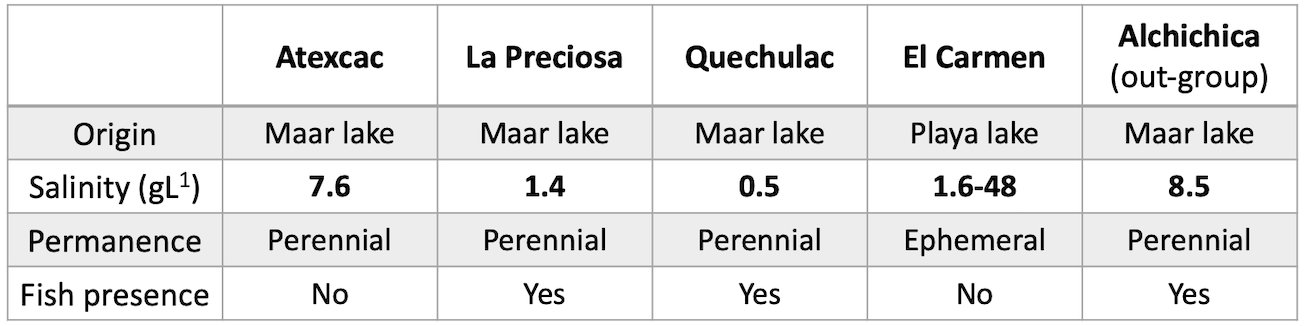 Atexcac La Preciosa Quechulac El Carmen Alchichica
(out-group)
Origin Maar lake Maar lake Maar lake Playa lake Maar lake
Salinity (gL¹) 7.6 1.4 0.5 1.6-48 8.5
Permanence Perennial Perennial Perennial Ephemeral Perennial
Fish presence No Yes Yes No Yes